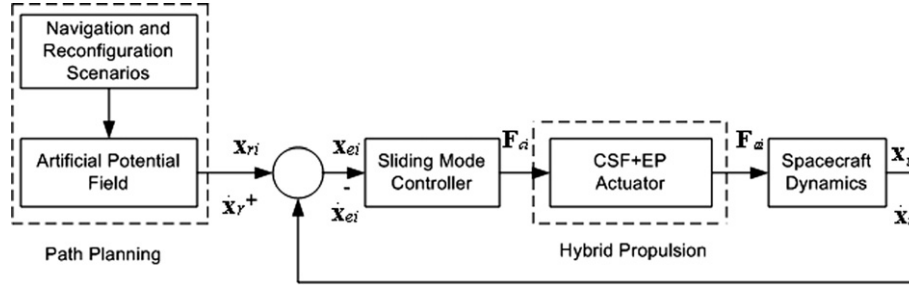 Navigation and
Reconfiguration
Scenarios
Artificial Potential
Field
Path Planning
𝐱ri
ẋr+
𝐱ei
-
ẋei
Sliding Mode
Controller
𝐅ci
CSF+EP
Actuator
Hybrid Propulsion
𝐅ai
Spacecraft
Dynamics